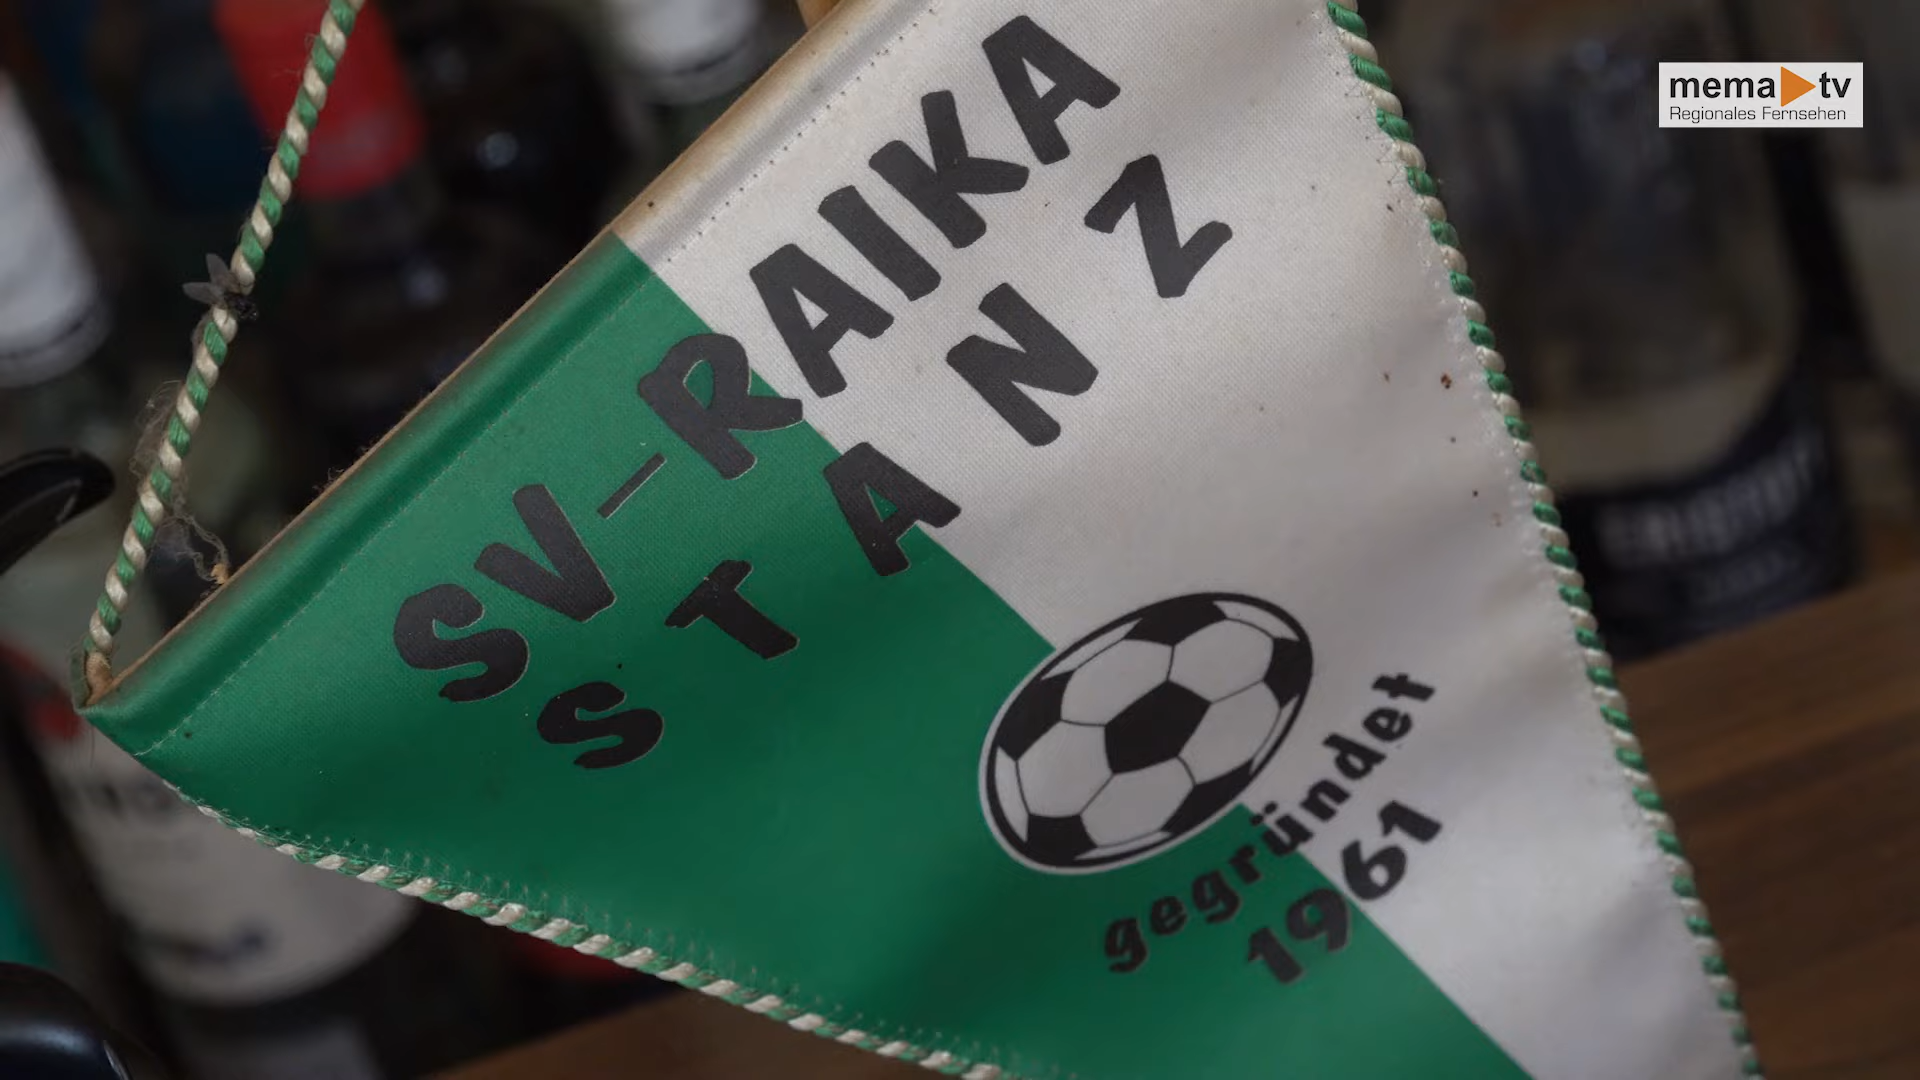 mema tv
Regionales Fernsehen
SV-RAIKA
STANZ
gegründet
1961